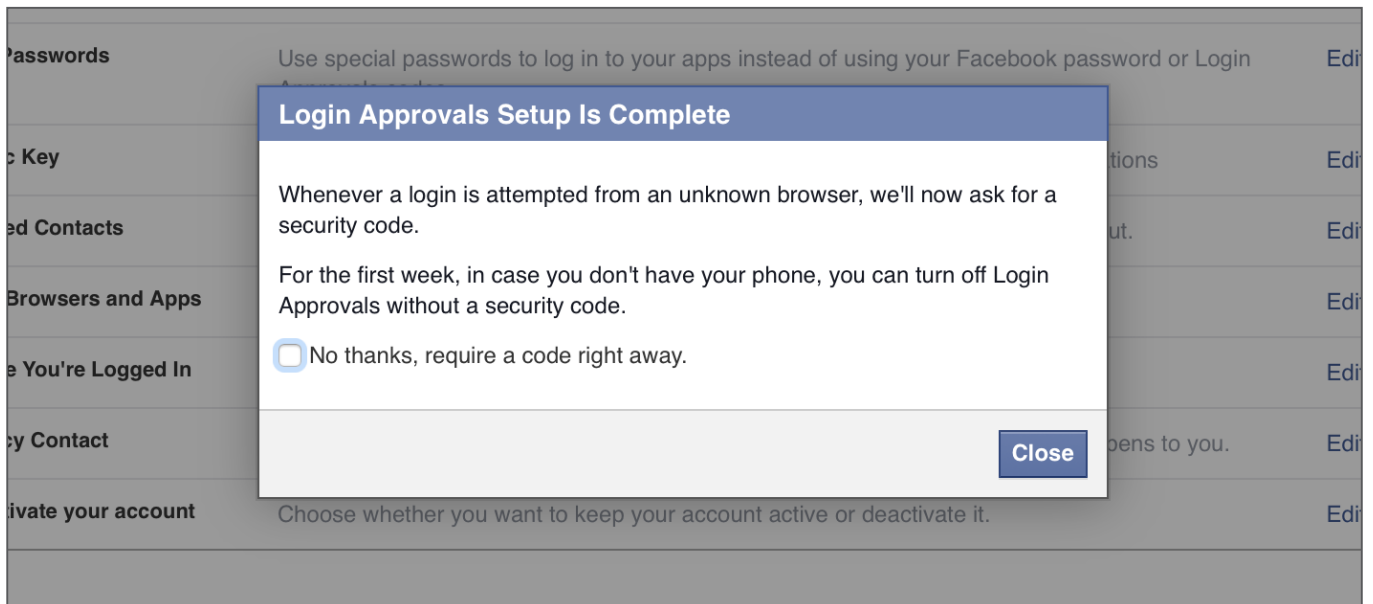 Passwords
Use special passwords to log in to your apps instead of using your Facebook password or Login
Edi
Login Approvals Setup Is Complete
Key
tions
Edi
Whenever a login is attempted from an unknown browser, we'll now ask for a
security code.
ed Contacts
ut.
Edi
For the first week, in case you don't have your phone, you can turn off Login
Approvals without a security code.
Browsers and Apps
Edi
No thanks, require a code right away.
e You're Logged In
Edi
cy Contact
pens to you.
Edi
Close
ivate your account
Choose whether you want to keep your account active or deactivate it.
Edi